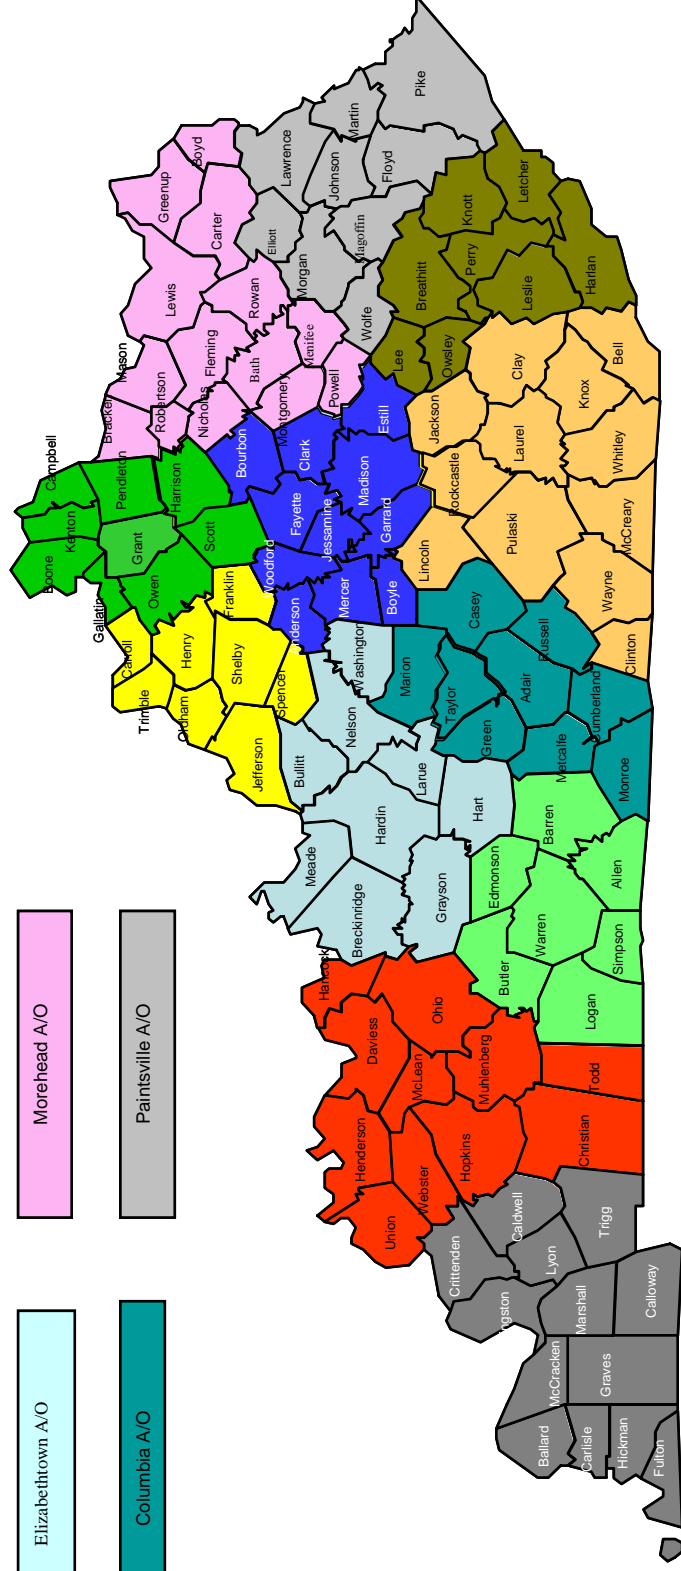 Elizabethtown A/O
Morehead A/O
Columbia A/O
Paintsville A/O
Boone
Kenton
Campbell
Gallatin
Grant
Pendleton
Bracken
Mason
Carroll
Owen
Robertson
Harrison
Lewis
Greenup
Trimble
Henry
Scott
Nicholas
Fleming
Boyd
Oldham
Franklin
Carter
Shelby
Bourbon
Bath
Rowan
Jefferson
Spencer
Woodford
Elliott
Lawrence
nderson
Fayette
Clark
Montgomery
Menifee
Morgan
Bullitt
Jessamine
Powell
Johnson
Martin
Meade
Nelson
Washington
Mercer
Madison
Estill
Wolfe
Magoffin
Floyd
Pike
Hancock
Breckinridge
Hardin
Boyle
Garrard
Lee
Breathitt
Henderson
Daviess
Larue
Marion
Lincoln
Jackson
Owsley
Knott
Union
McLean
Ohio
Grayson
Taylor
Casey
Rockcastle
Perry
Letcher
Webster
Hart
Green
Clay
Leslie
Crittenden
Hopkins
Muhlenberg
Butler
Edmonson
Adair
Pulaski
Laurel
Harlan
ngston
Caldwell
Warren
Barren
Metcalfe
Russell
Knox
Lyon
Todd
Logan
Cumberland
Wayne
Whitley
Bell
Ballard
McCracken
Marshall
Trigg
Christian
Simpson
Allen
Monroe
Clinton
McCreary
Carlisle
Graves
Calloway
Hickman
Fulton